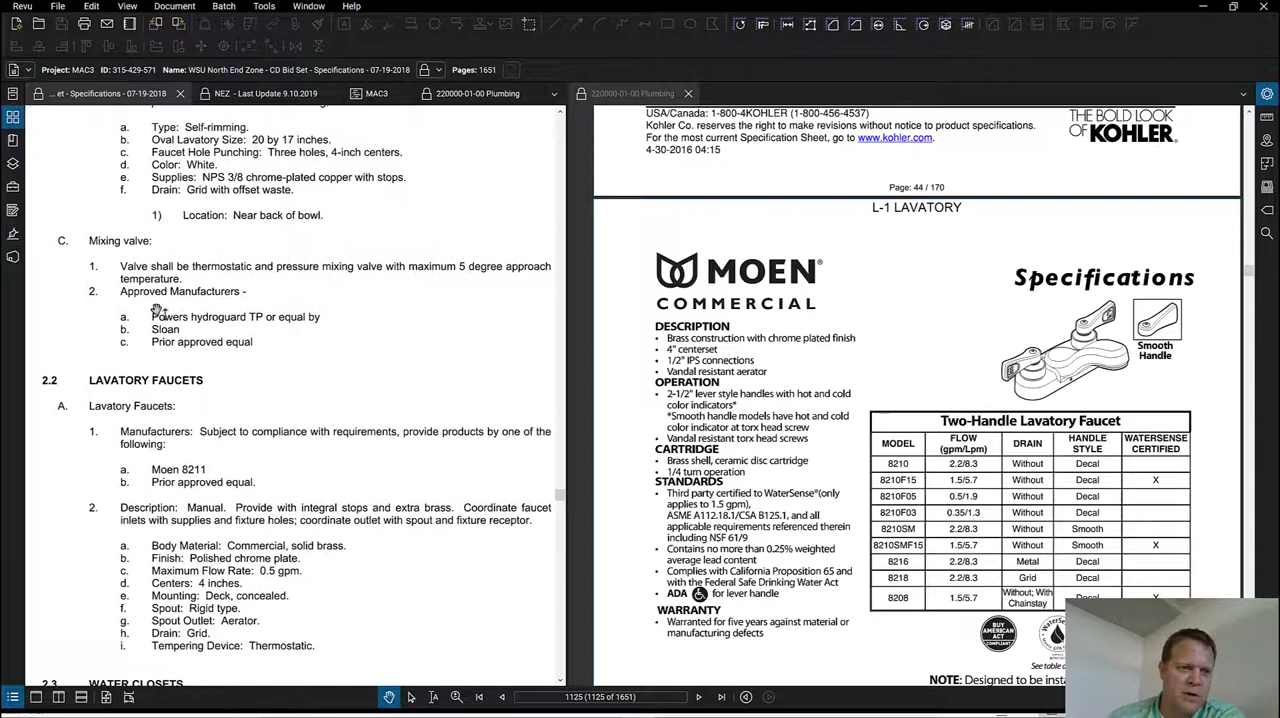 Revu File Edit View Document Batch Tools Window Help
Project: MAC3 ID: 315-429-571 Name: WSU North End Zone - CD Bid Set - Specifications - 07-19-2018 Pages: 1651
... et - Specifications - 07-19-2018 NEZ - Last Update 9.10.2019 MAC3 220000-01-00 Plumbing 220000-01-00 Plumbing
a. Type: Self-rimming.
b. Oval Lavatory Size: 20 by 17 inches.
c. Faucet Hole Punching: Three holes, 4-inch centers.
d. Color: White.
e. Supplies: NPS 3/8 chrome-plated copper with stops.
f. Drain: Grid with offset waste.
1) Location: Near back of bowl.
C. Mixing valve:
1. Valve shall be thermostatic and pressure mixing valve with maximum 5 degree approach
temperature.
2. Approved Manufacturers -
a. Powers hydroguard TP or equal by
b. Sloan
c. Prior approved equal
2.2 LAVATORY FAUCETS
A. Lavatory Faucets:
1. Manufacturers: Subject to compliance with requirements, provide products by one of the
following:
a. Moen 8211
b. Prior approved equal.
2. Description: Manual. Provide with integral stops and extra brass. Coordinate faucet
inlets with supplies and fixture holes; coordinate outlet with spout and fixture receptor.
a. Body Material: Commercial, solid brass.
b. Finish: Polished chrome plate.
c. Maximum Flow Rate: 0.5 gpm.
d. Centers: 4 inches.
e. Mounting: Deck, concealed.
f. Spout: Rigid type.
g. Spout Outlet: Aerator.
h. Drain: Grid.
i. Tempering Device: Thermostatic.
2.3 WATER CLOSETS
USA/Canada: 1-800-4KOHLER (1-800-456-4537)
Kohler Co. reserves the right to make revisions without notice to product specifications.
For the most current Specification Sheet, go to www.kohler.com.
4-30-2016 04:15
THE BOLD LOOK
OF KOHLER.
Page: 44 / 170
L-1 LAVATORY
MOEN®
COMMERCIAL
Specifications
Smooth
Handle
DESCRIPTION
• Brass construction with chrome plated finish
• 4" centerset
• 1/2" IPS connections
• Vandal resistant aerator
OPERATION
• 2-1/2" lever style handles with hot and cold
color indicators*
*Smooth handle models have hot and cold
color indicator at torx head screw
• Vandal resistant torx head screws
CARTRIDGE
• Brass shell, ceramic disc cartridge
• 1/4 turn operation
STANDARDS
• Third party certified to WaterSense®(only
applies to 1.5 gpm),
ASME A112.18.1/CSA B125.1, and all
applicable requirements referenced therein
including NSF 61/9
• Contains no more than 0.25% weighted
average lead content
• Complies with California Proposition 65 and
with the Federal Safe Drinking Water Act
• ADA for lever handle
WARRANTY
• Warranted for five years against material or
manufacturing defects
Two-Handle Lavatory Faucet
MODEL FLOW (gpm/Lpm) DRAIN HANDLE STYLE WATERSENSE CERTIFIED
8210 2.2/8.3 Without Decal
8210F15 1.5/5.7 Without Decal X
8210F05 0.5/1.9 Without Decal
8210F03 0.35/1.3 Without Decal
8210SM 2.2/8.3 Without Smooth
8210SMF15 1.5/5.7 Without Smooth X
8216 2.2/8.3 Metal Decal
8218 2.2/8.3 Grid Decal
8208 1.5/5.7 Without; With Chainstay Decal X
BUY
AMERICAN
ACT
COMPLIANT
See table
NOTE: Designed to be
1125 (1125 of 1651)